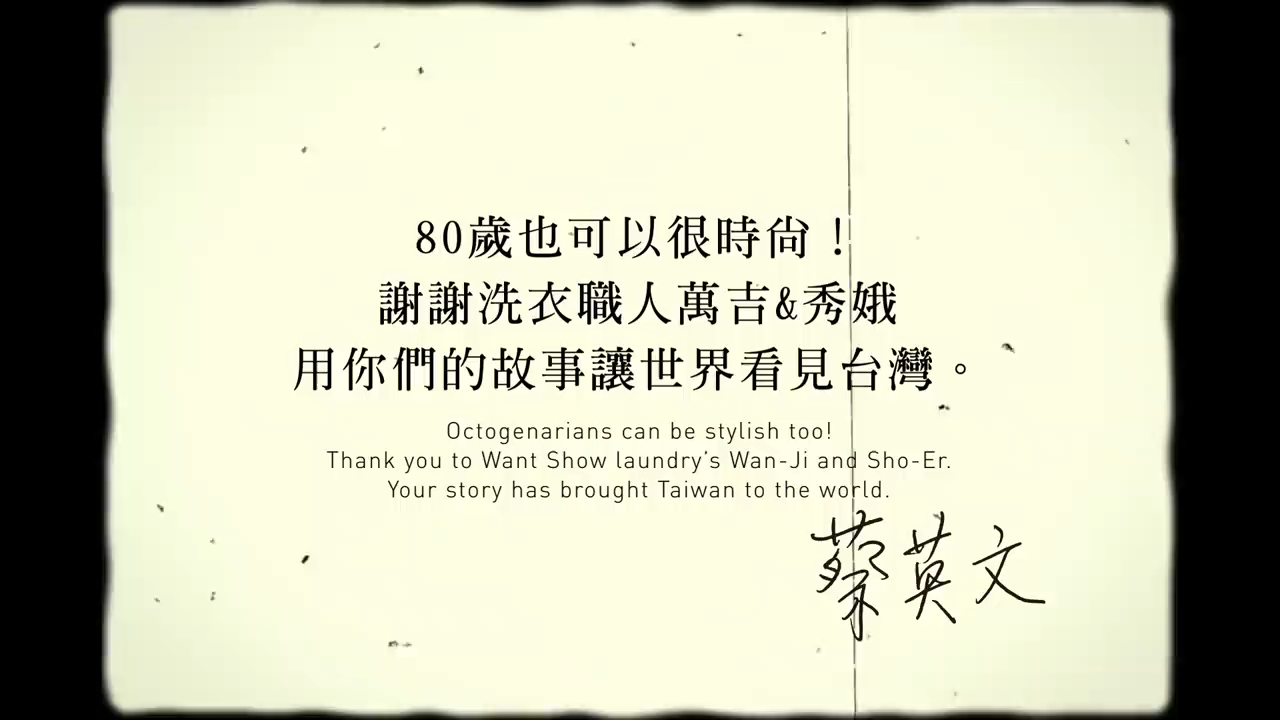 80歲也可以很時尙！
謝謝洗衣職人萬吉&秀娥
用你們的故事讓世界看見台灣。
Octogenarians can be stylish too!
Thank you to Want Show laundry’s Wan-Ji and Sho-Er.
Your story has brought Taiwan to the world.
蔡英文